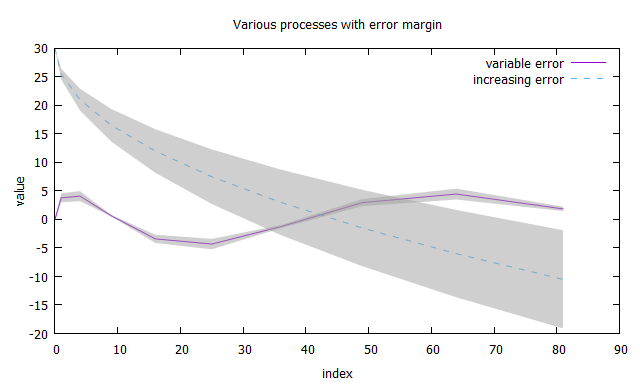 Various processes with error margin
30
25
20
15
10
5
0
-5
-10
-15
-20
value
variable error
increasing error
0 10 20 30 40 50 60 70 80 90
index